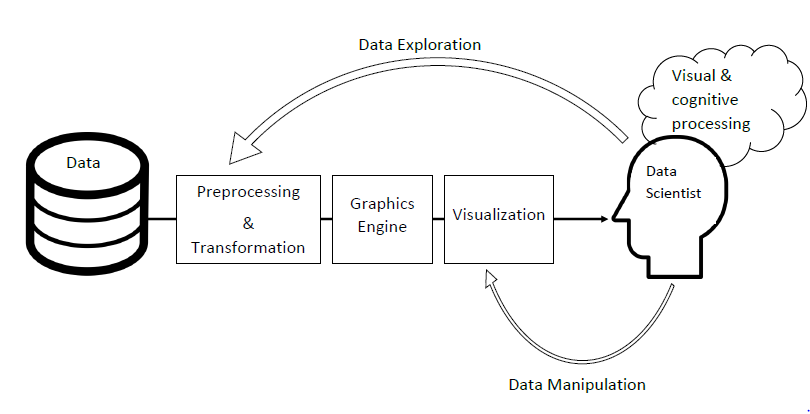 Data Exploration
Visual &
cognitive
processing
Data
Data
Scientist
Preprocessing
&
Transformation
Graphics
Engine
Visualization
Data Manipulation